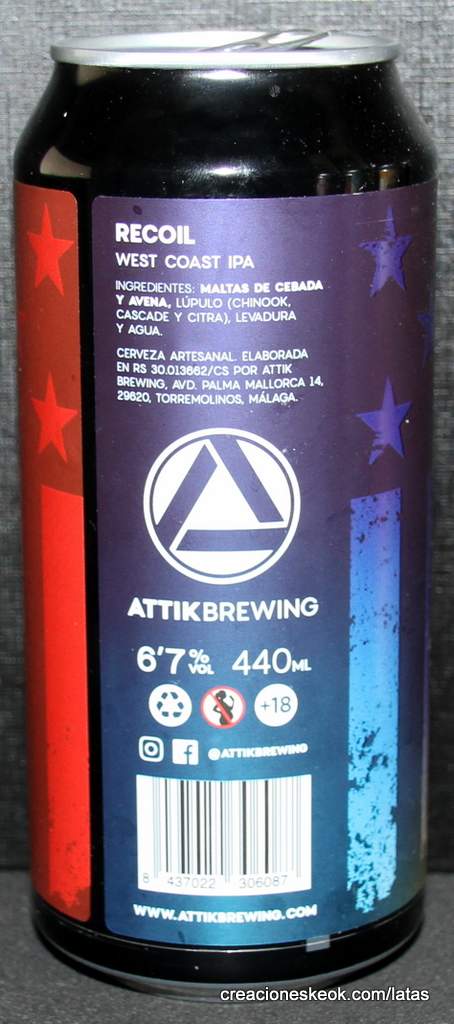 RECOIL
WEST COAST IPA
INGREDIENTES: MALTAS DE CEBADA
Y AVENA, LÚPULO (CHINOOK,
CASCADE Y CITRA), LEVADURA
Y AGUA.
CERVEZA ARTESANAL. ELABORADA
EN RS 30.013662/CS POR ATTIK
BREWING, AVD. PALMA MALLORCA 14,
29620, TORREMOLINOS, MÁLAGA.
ATTIKBREWING
6'7% VOL 440ML
+18
@ATTIKBREWING
8 437022 306087
WWW.ATTIKBREWING.COM
creacioneskeok.com/latas